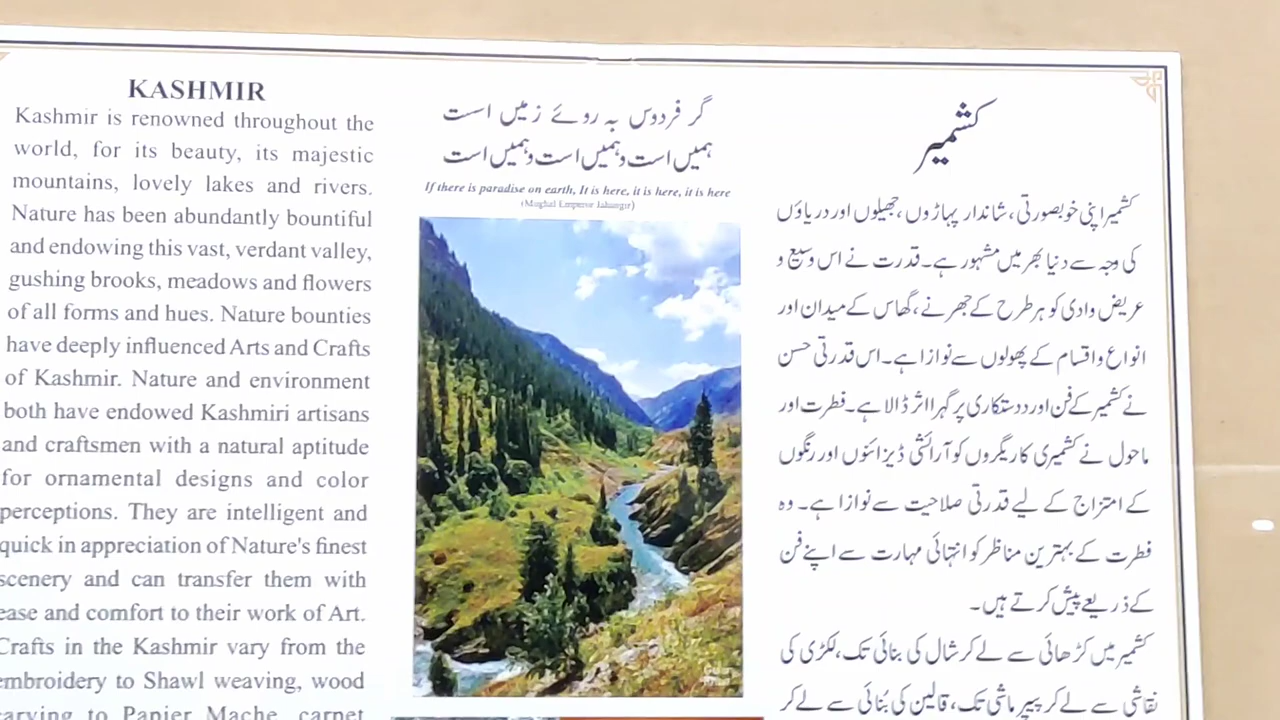 KASHMIR
Kashmir is renowned throughout the
world, for its beauty, its majestic
mountains, lovely lakes and rivers.
Nature has been abundantly bountiful
and endowing this vast, verdant valley,
gushing brooks, meadows and flowers
of all forms and hues. Nature bounties
have deeply influenced Arts and Crafts
of Kashmir. Nature and environment
both have endowed Kashmiri artisans
and craftsmen with a natural aptitude
for ornamental designs and color
perceptions. They are intelligent and
quick in appreciation of Nature's finest
scenery and can transfer them with
ease and comfort to their work of Art.
Crafts in the Kashmir vary from the
embroidery to Shawl weaving, wood
carving to Papier Mache, carpet
گر فردوس بہ روئے زمیں است
ہمیں است و ہمیں است و ہمیں است
If there is paradise on earth, It is here, it is here, it is here
(Mughal Emperor Jahangir)
کشمیر
کشمیر اپنی خوبصورتی، شاندار پہاڑوں، جھیلوں اور دریاؤں
کی وجہ سے دنیا بھر میں مشہور ہے۔ قدرت نے اس وسیع و
عریض وادی کو ہر طرح کے جھرنے، گھاس کے میدان اور
انواع و اقسام کے پھولوں سے نوازا ہے۔ اس قدرتی حسن
نے کشمیر کے فن اور دستکاری پر گہرا اثر ڈالا ہے۔ فطرت اور
ماحول نے کشمیری کاریگروں کو آرائشی ڈیزائنوں اور رنگوں
کے امتزاج کے لیے قدرتی صلاحیت سے نوازا ہے۔ وہ
فطرت کے بہترین مناظر کو انتہائی مہارت سے اپنے فن
کے ذریعے پیش کرتے ہیں۔
کشمیر میں کڑھائی سے لے کر شال کی بنائی تک، لکڑی کی
نقاشی سے لے کر پیپر ماشی تک، قالین کی بُنائی سے لے کر